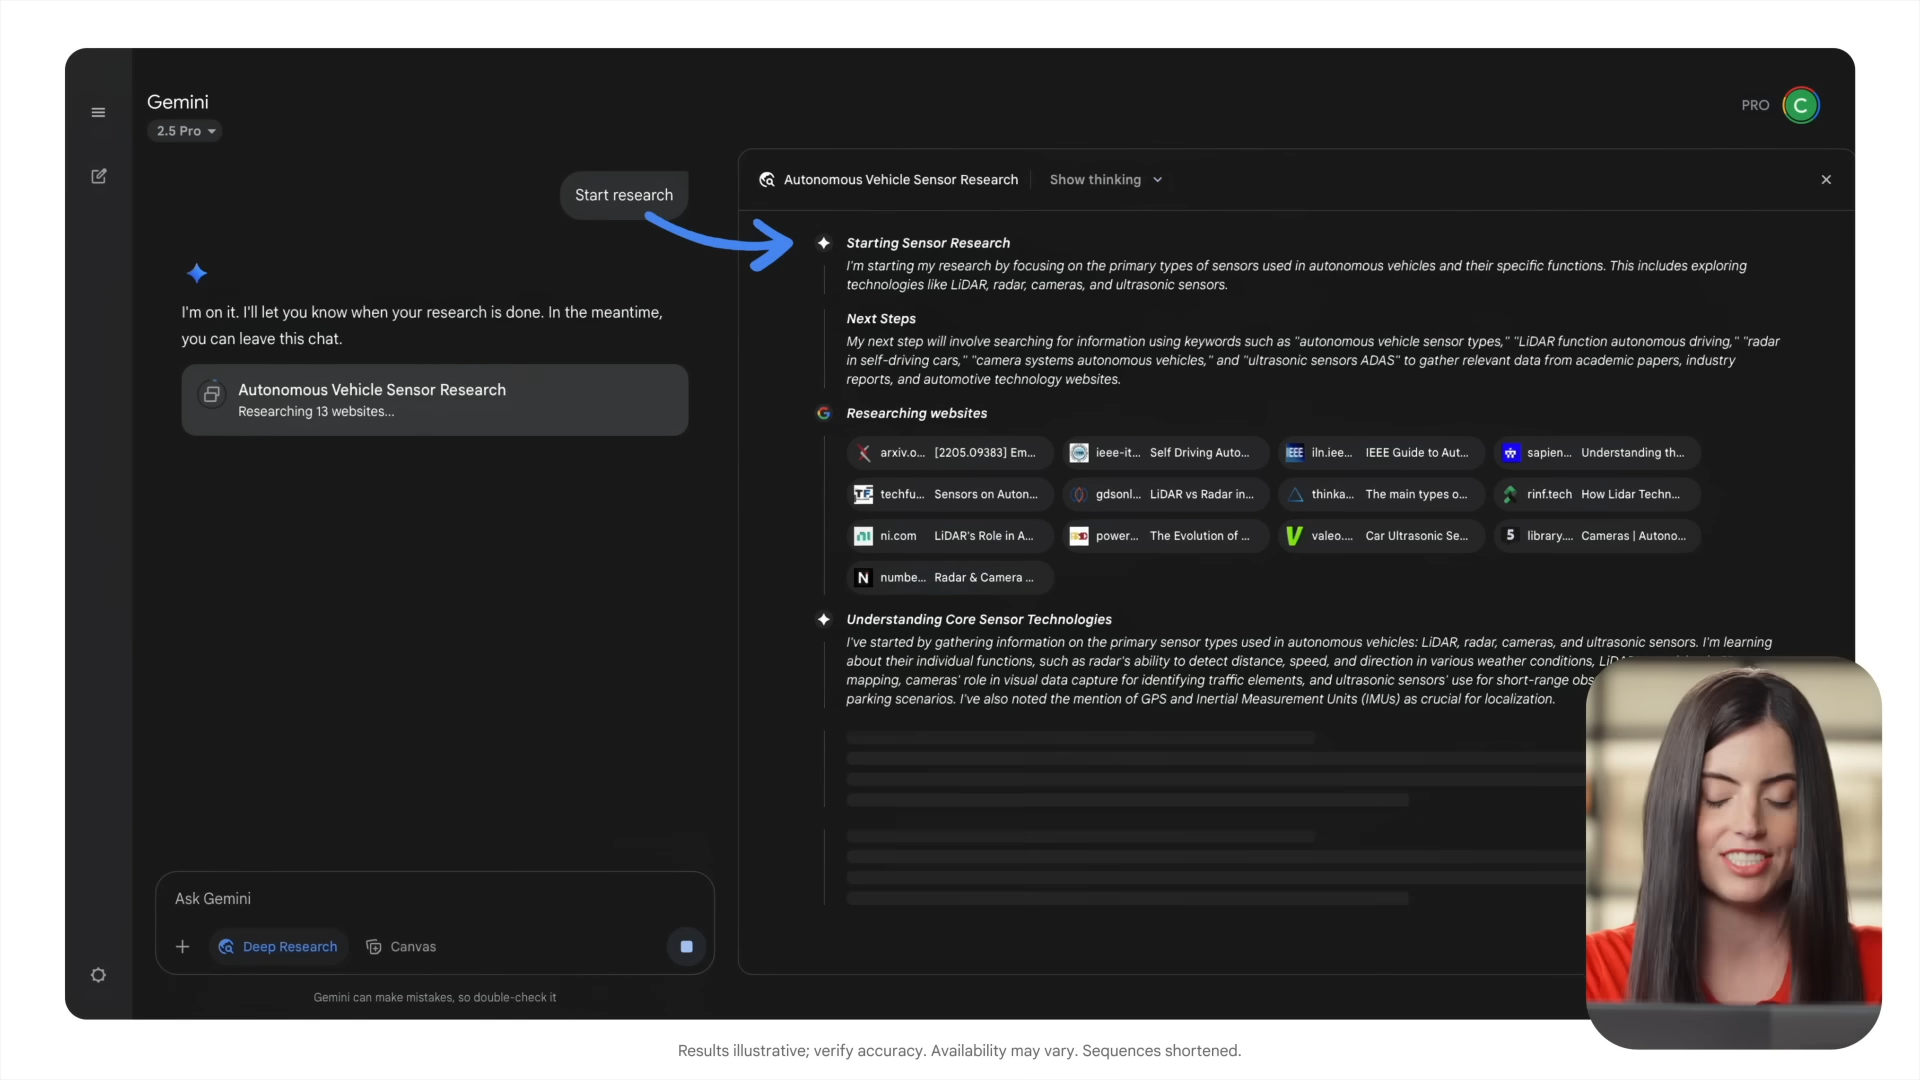 Gemini
2.5 Pro
PRO
C
Start research
I'm on it. I'll let you know when your research is done. In the meantime,
you can leave this chat.
Autonomous Vehicle Sensor Research
Researching 13 websites...
Ask Gemini
Deep Research
Canvas
Gemini can make mistakes, so double-check it
Autonomous Vehicle Sensor Research
Show thinking
Starting Sensor Research
I'm starting my research by focusing on the primary types of sensors used in autonomous vehicles and their specific functions. This includes exploring
technologies like LiDAR, radar, cameras, and ultrasonic sensors.
Next Steps
My next step will involve searching for information using keywords such as "autonomous vehicle sensor types," "LiDAR function autonomous driving," "radar
in self-driving cars," "camera systems autonomous vehicles," and "ultrasonic sensors ADAS" to gather relevant data from academic papers, industry
reports, and automotive technology websites.
Researching websites
arxiv.o... [2205.09383] Em... ieee-it... Self Driving Auto... IEEE iln.iee... IEEE Guide to Aut... sapien... Understanding th...
TF techfu... Sensors on Auton... gdsonl... LiDAR vs Radar in... thinka... The main types o... rinf.tech How Lidar Techn...
ni ni.com LiDAR's Role in A... power... The Evolution of ... valeo.... Car Ultrasonic Se... 5 library.... Cameras | Autono...
N numbe... Radar & Camera ...
Understanding Core Sensor Technologies
I've started by gathering information on the primary sensor types used in autonomous vehicles: LiDAR, radar, cameras, and ultrasonic sensors. I'm learning
about their individual functions, such as radar's ability to detect distance, speed, and direction in various weather conditions,
mapping, cameras' role in visual data capture for identifying traffic elements, and ultrasonic sensors' use for short-range
parking scenarios. I've also noted the mention of GPS and Inertial Measurement Units (IMUs) as crucial for localization.
Results illustrative; verify accuracy. Availability may vary. Sequences shortened.